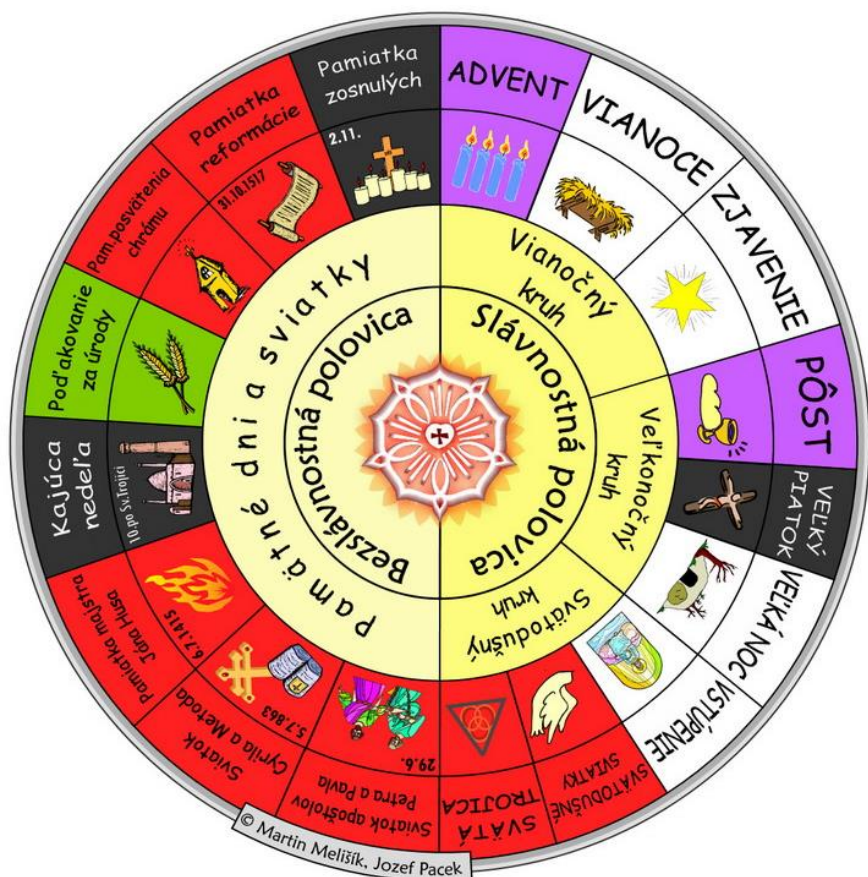 ADVENT
VIANOCE
ZJAVENIE
PÔST
VEĽKÝ
PIATOK
VEĽKÁ NOC
VSTÚPENIE
SVÄTODUŠNÉ
SVIATKY
SVÄTÁ
TROJICA
Sviatok apoštolov
Petra a Pavla
29.6.
Sviatok
Cyrila a Metoda
5.7.863
Pamiatka majstra
Jána Husa
6.7.1415
Kajúca
nedeľa
10.po Sv.Trojici
Poďakovanie
za úrody
Pam.posvätenia
chrámu
Pamiatka
reformácie
31.10.1517
Pamiatka
zosnulých
2.11.
Vianočný
kruh
Veľkonočný
kruh
Svätodušný
kruh
Pamätné dni a sviatky
Slávnostná polovica
Bezslávnostná polovica
© Martin Melišík, Jozef Pacek